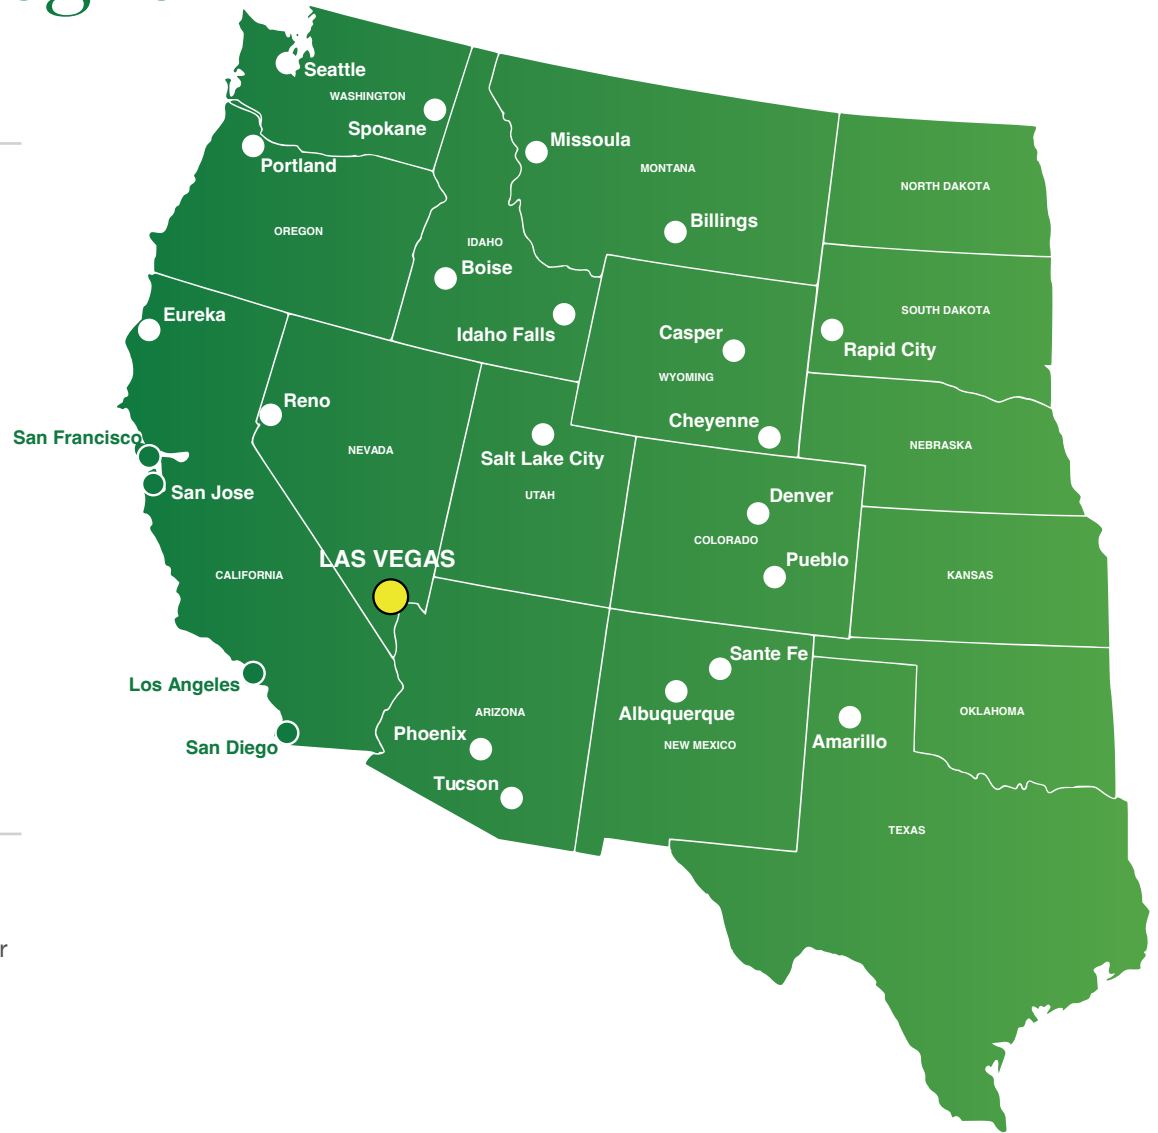 Seattle
WASHINGTON
Spokane
Missoula
Portland
MONTANA
NORTH DAKOTA
Billings
OREGON
IDAHO
Boise
SOUTH DAKOTA
Eureka
Idaho Falls
Casper
Rapid City
WYOMING
Reno
Cheyenne
San Francisco
NEVADA
Salt Lake City
NEBRASKA
San Jose
UTAH
Denver
COLORADO
LAS VEGAS
Pueblo
CALIFORNIA
KANSAS
Sante Fe
Los Angeles
Albuquerque
ARIZONA
OKLAHOMA
Phoenix
Amarillo
San Diego
NEW MEXICO
Tucson
TEXAS
r